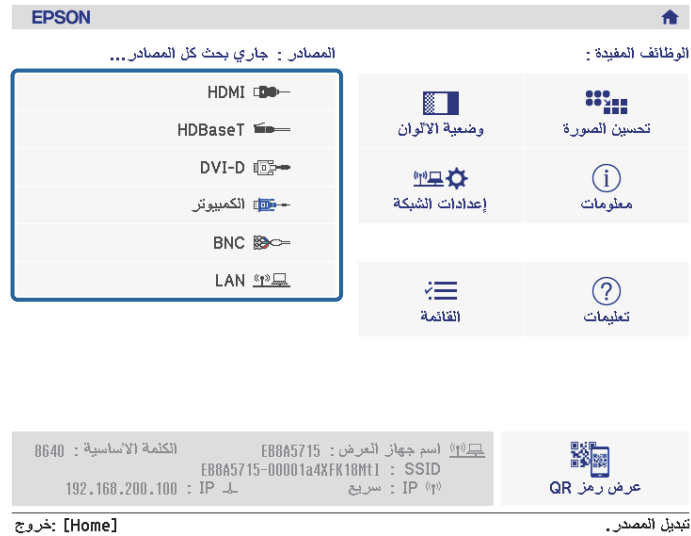 EPSON
الوظائف المفيدة :
المصادر : جاري بحث كل المصادر...
HDMI
HDBaseT
DVI-D
الكمبيوتر
BNC
LAN
تحسين الصورة
وضعية الالوان
معلومات
إعدادات الشبكة
تعليمات
القائمة
اسم جهاز العرض : EB8A5715
الكلمة الاساسية : 8640
SSID : EB8A5715-00001a4XFK18MtI
IP : سريع
IP : 192.168.200.100
عرض رمز QR
تبديل المصدر.
[Home] :خروج